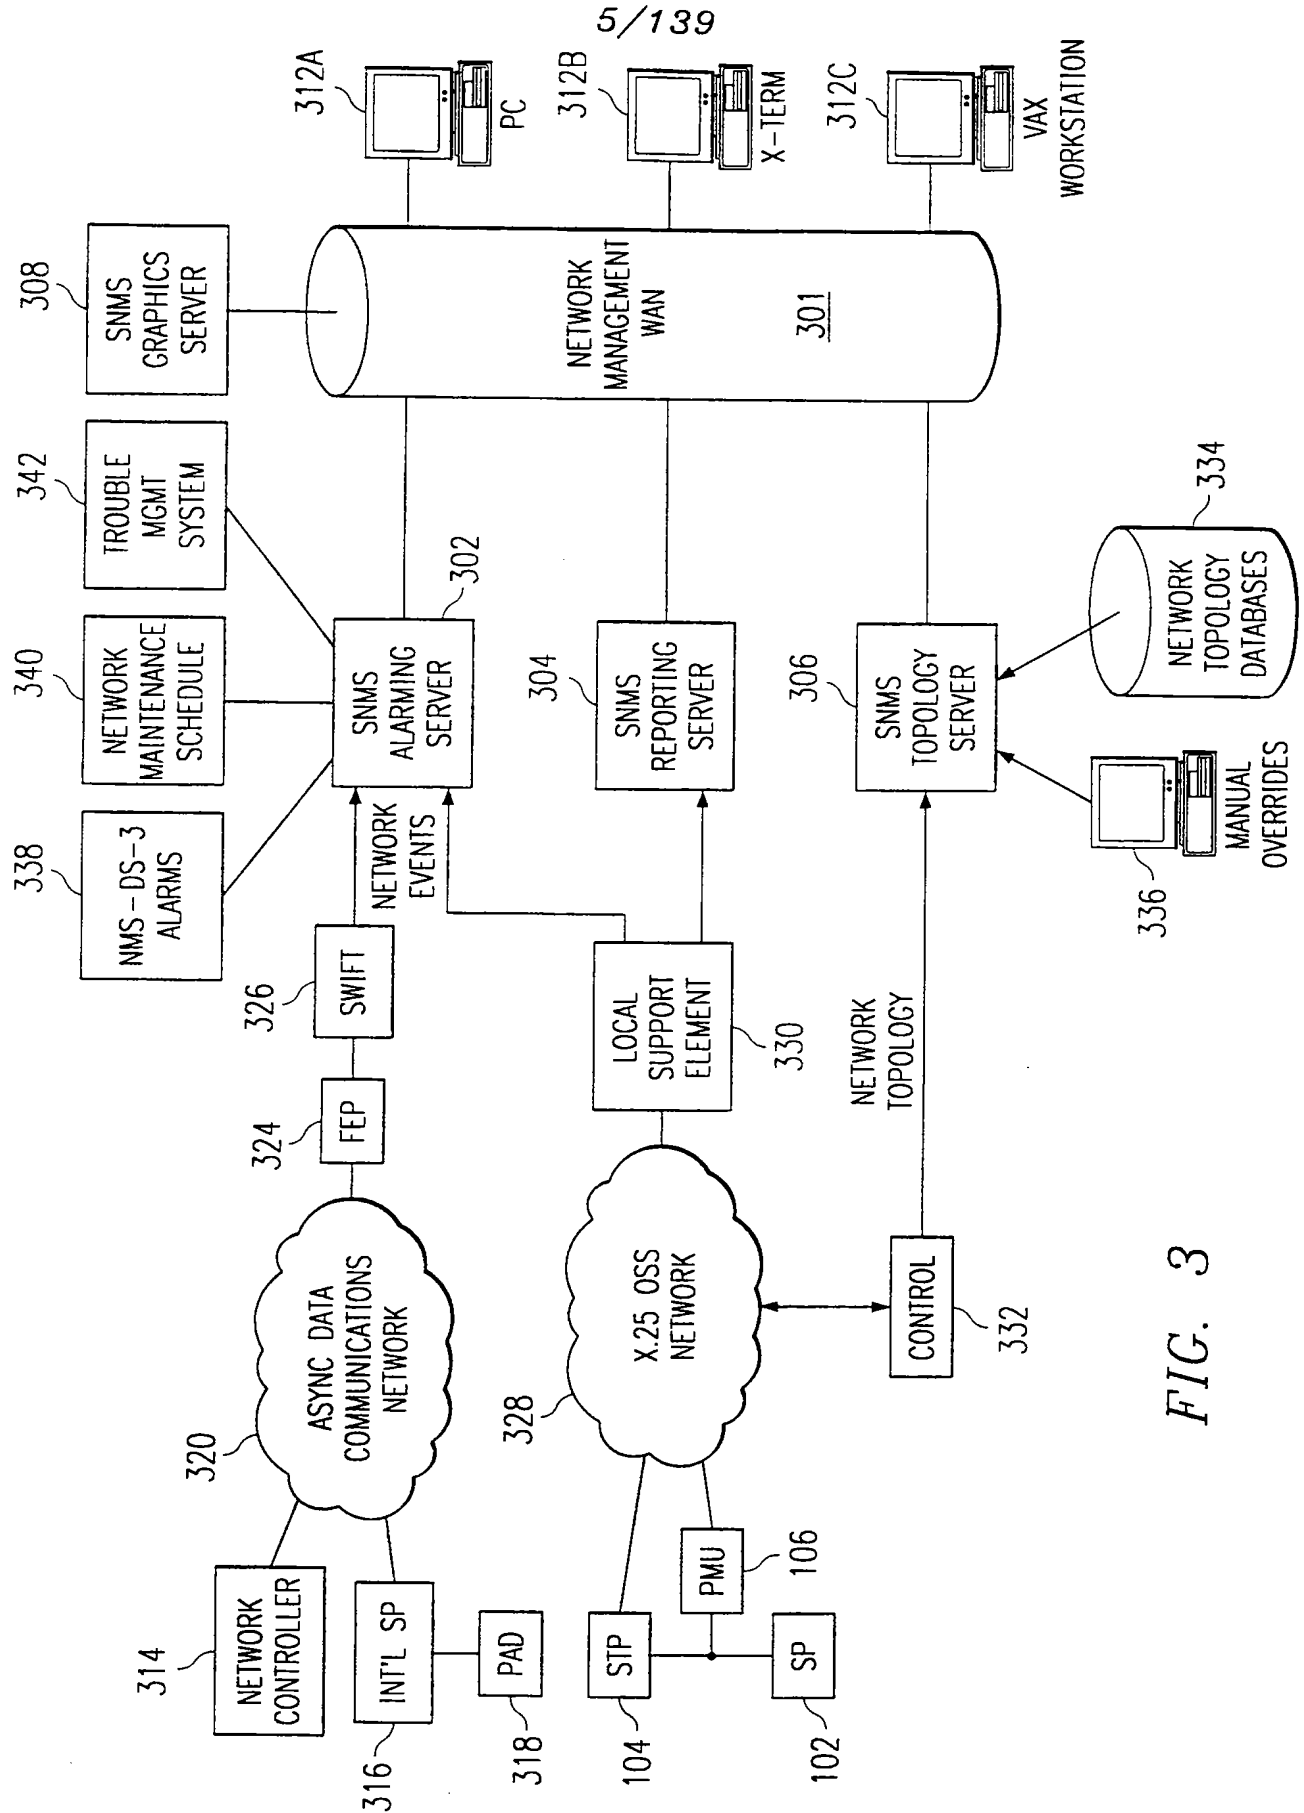 5/139
314
NETWORK
CONTROLLER
316
INT'L SP
318
PAD
320
ASYNC DATA
COMMUNICATIONS
NETWORK
324
FEP
326
SWIFT
NETWORK
EVENTS
338
NMS-DS-3
ALARMS
340
NETWORK
MAINTENANCE
SCHEDULE
342
TROUBLE
MGMT
SYSTEM
308
SNMS
GRAPHICS
SERVER
302
SNMS
ALARMING
SERVER
312A
PC
312B
X-TERM
312C
VAX
WORKSTATION
NETWORK
MANAGEMENT
WAN
301
104
STP
106
PMU
102
SP
328
X.25 OSS
NETWORK
LOCAL
SUPPORT
ELEMENT
330
304
SNMS
REPORTING
SERVER
CONTROL
332
NETWORK
TOPOLOGY
306
SNMS
TOPOLOGY
SERVER
336
MANUAL
OVERRIDES
334
NETWORK
TOPOLOGY
DATABASES
FIG. 3